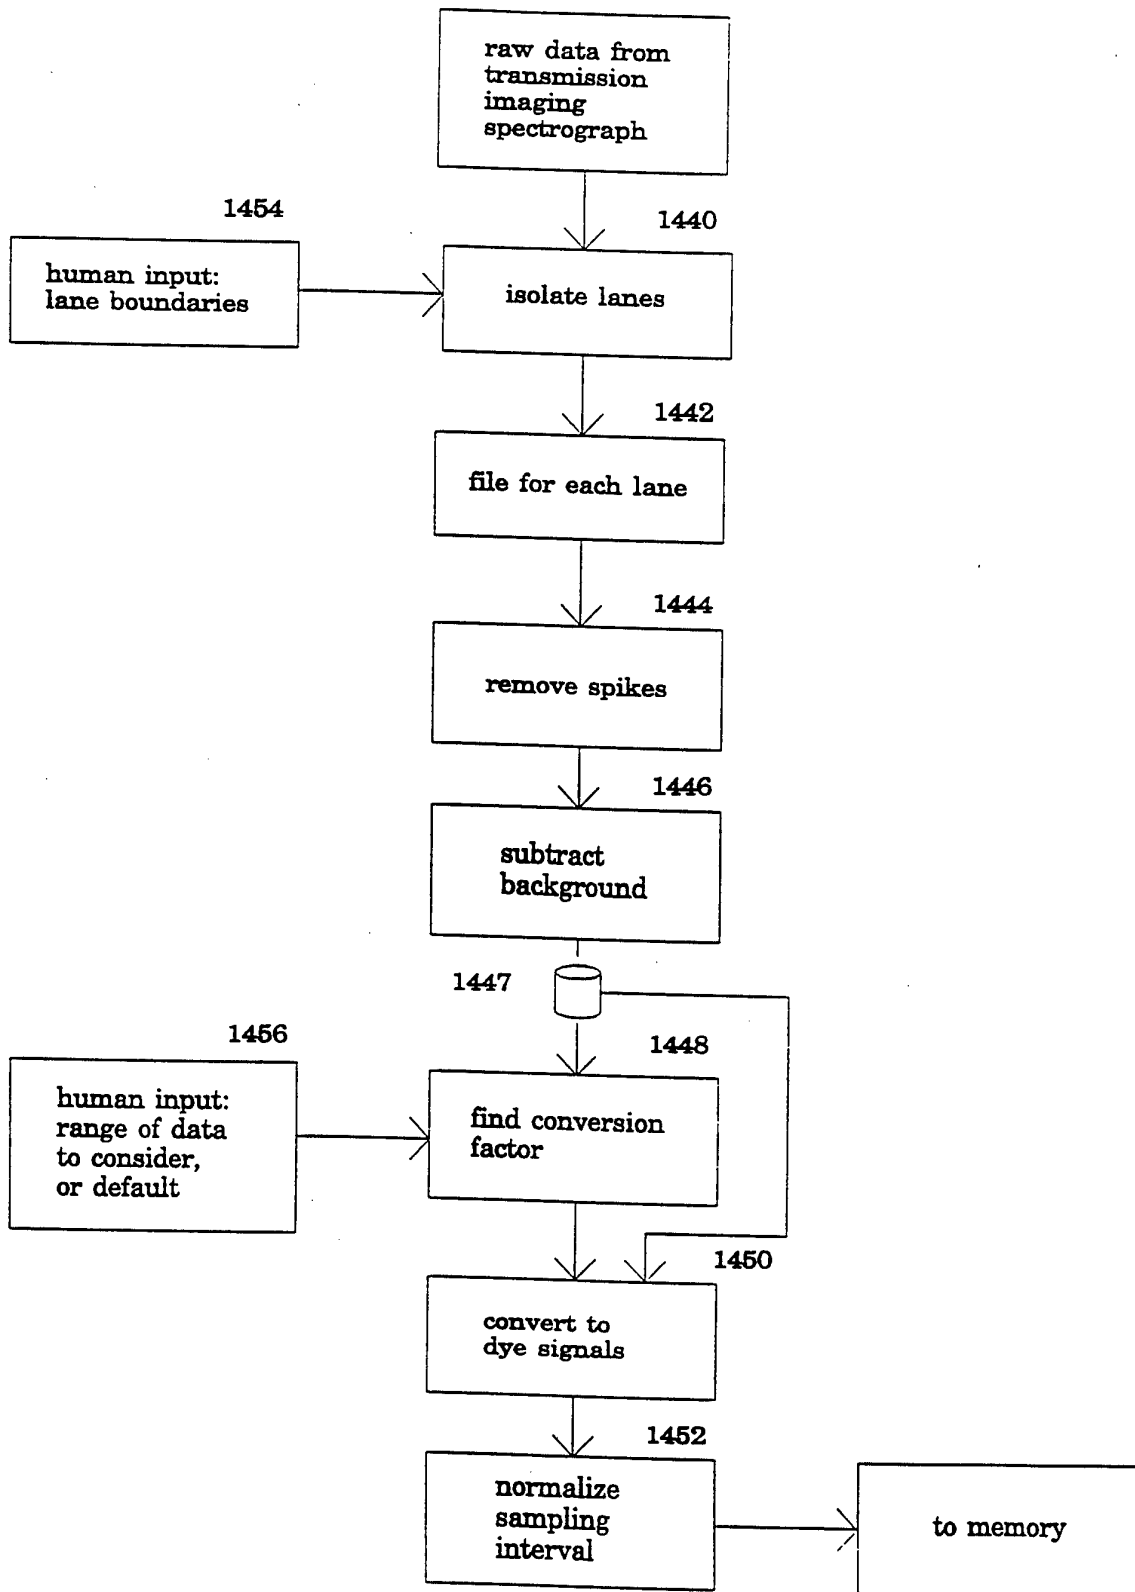 raw data from
transmission
imaging
spectrograph
1454
1440
human input:
lane boundaries
isolate lanes
1442
file for each lane
1444
remove spikes
1446
subtract
background
1447
1456
1448
human input:
range of data
to consider,
or default
find conversion
factor
1450
convert to
dye signals
1452
normalize
sampling
interval
to memory